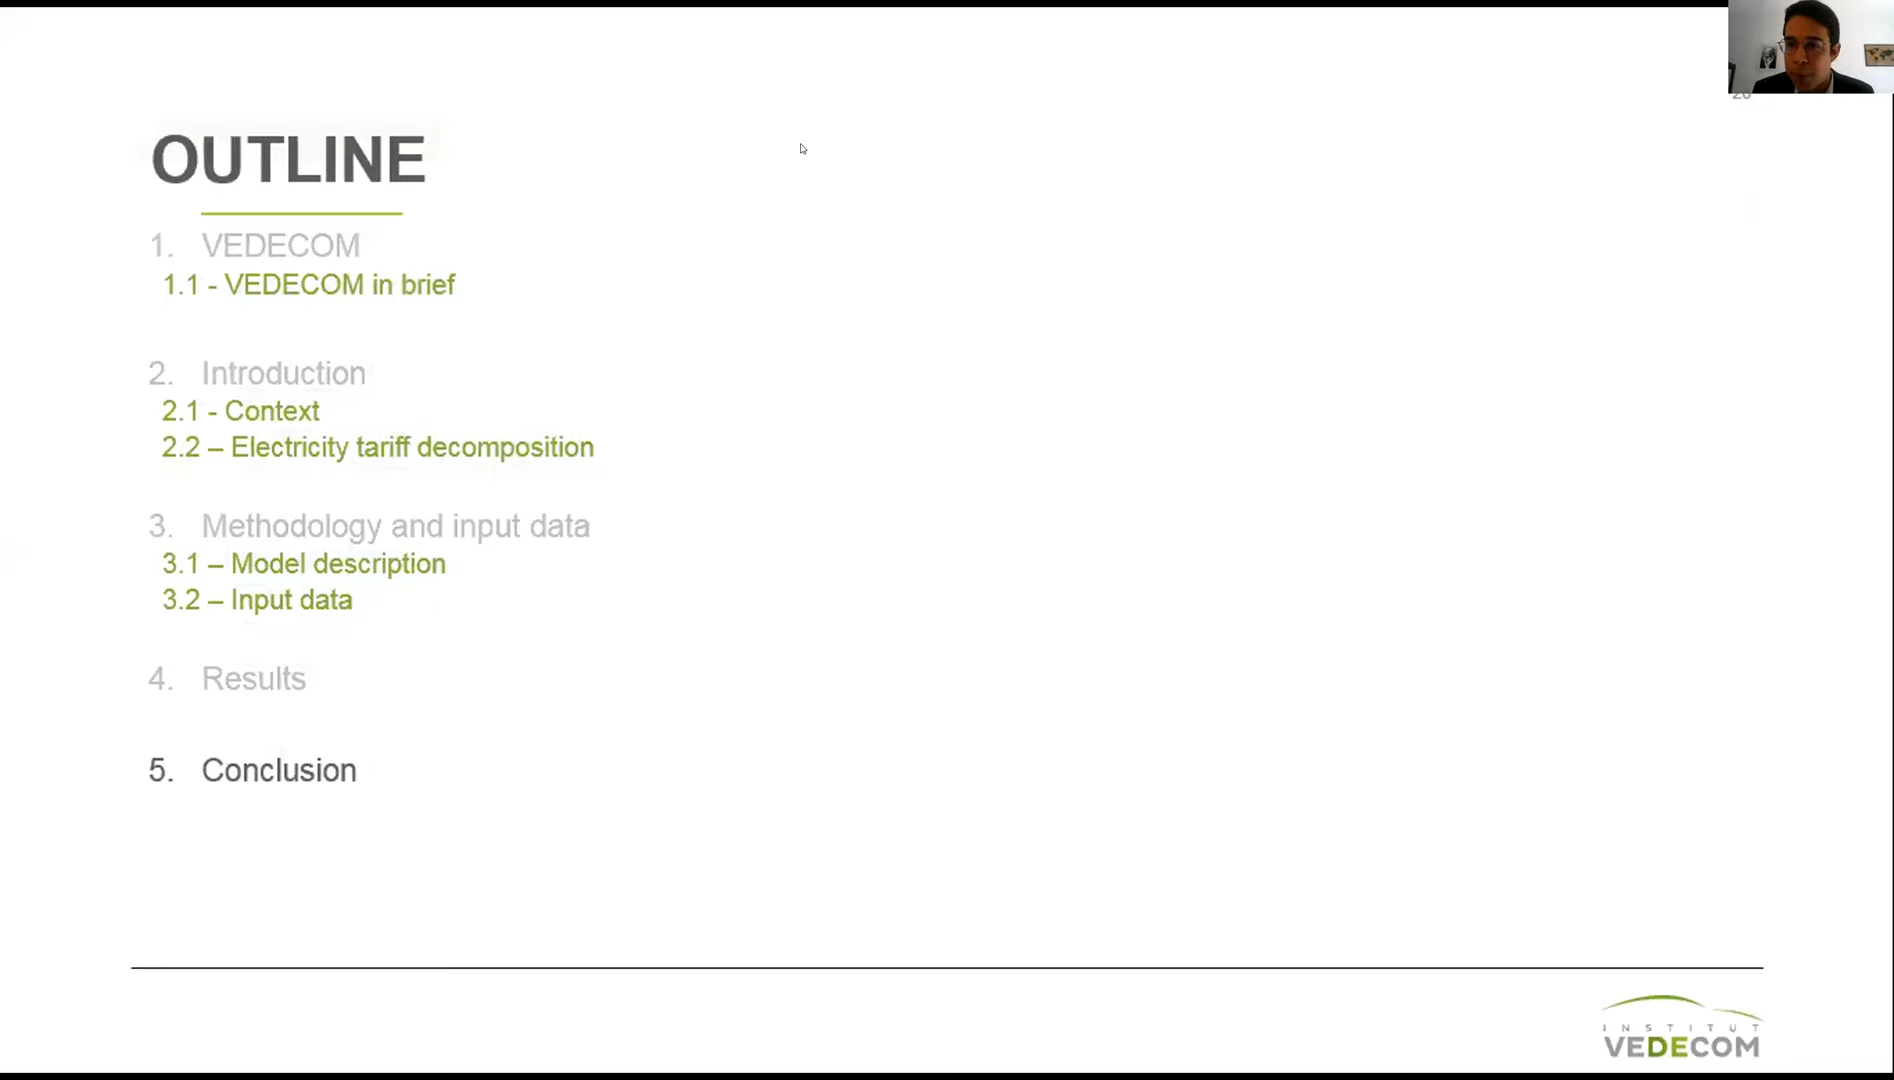 OUTLINE
1. VEDECOM
1.1 - VEDECOM in brief
2. Introduction
2.1 - Context
2.2 – Electricity tariff decomposition
3. Methodology and input data
3.1 – Model description
3.2 – Input data
4. Results
5. Conclusion
INSTITUT
VEDECOM